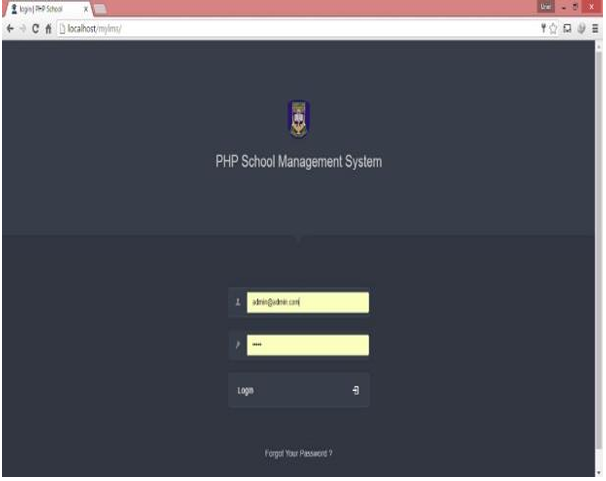 login | PHP School
localhost/mylms/
PHP School Management System
admin@admin.com
••••
Login
Forgot Your Password ?